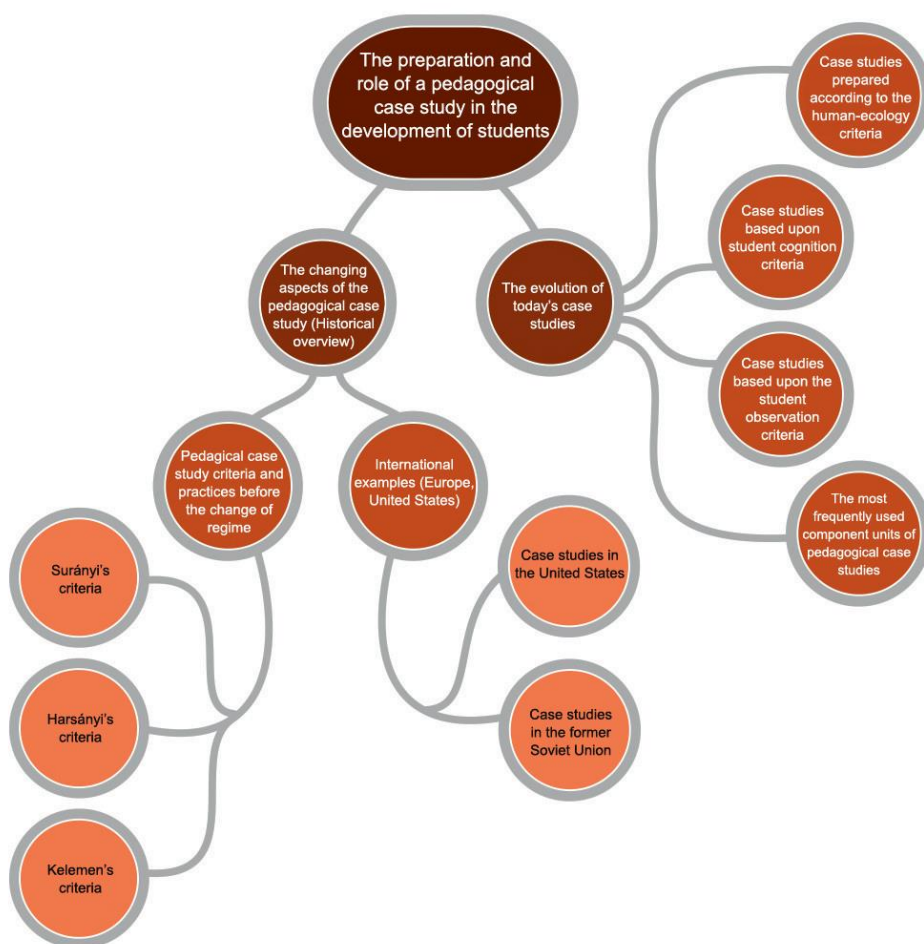 The preparation and
role of a pedagogical
case study in the
development of students
Case studies
prepared
according to the
human-ecology
criteria
Case studies
based upon
student cognition
criteria
The changing
aspects of the
pedagogical case
study (Historical
overview)
The evolution of
today's case
studies
Case studies
based upon the
student
observation
criteria
Pedagical case
study criteria and
practices before
the change of
regime
International
examples (Europe,
United States)
The most
frequently used
component units of
pedagogical case
studies
Surányi's
criteria
Case studies in
the United States
Harsányi's
criteria
Case studies
in the former
Soviet Union
Kelemen's
criteria